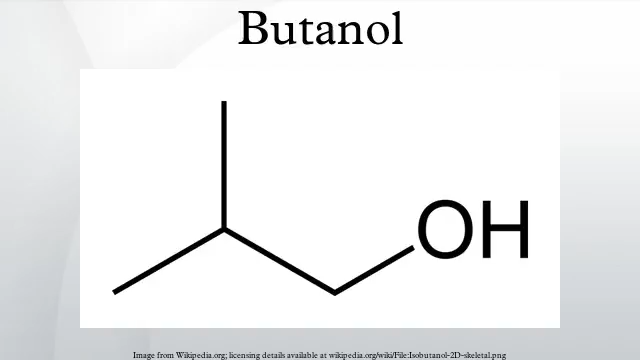 Butanol
OH
Image from Wikipedia.org; licensing details available at wikipedia.org/wiki/File:Isobutanol-2D-skeletal.png